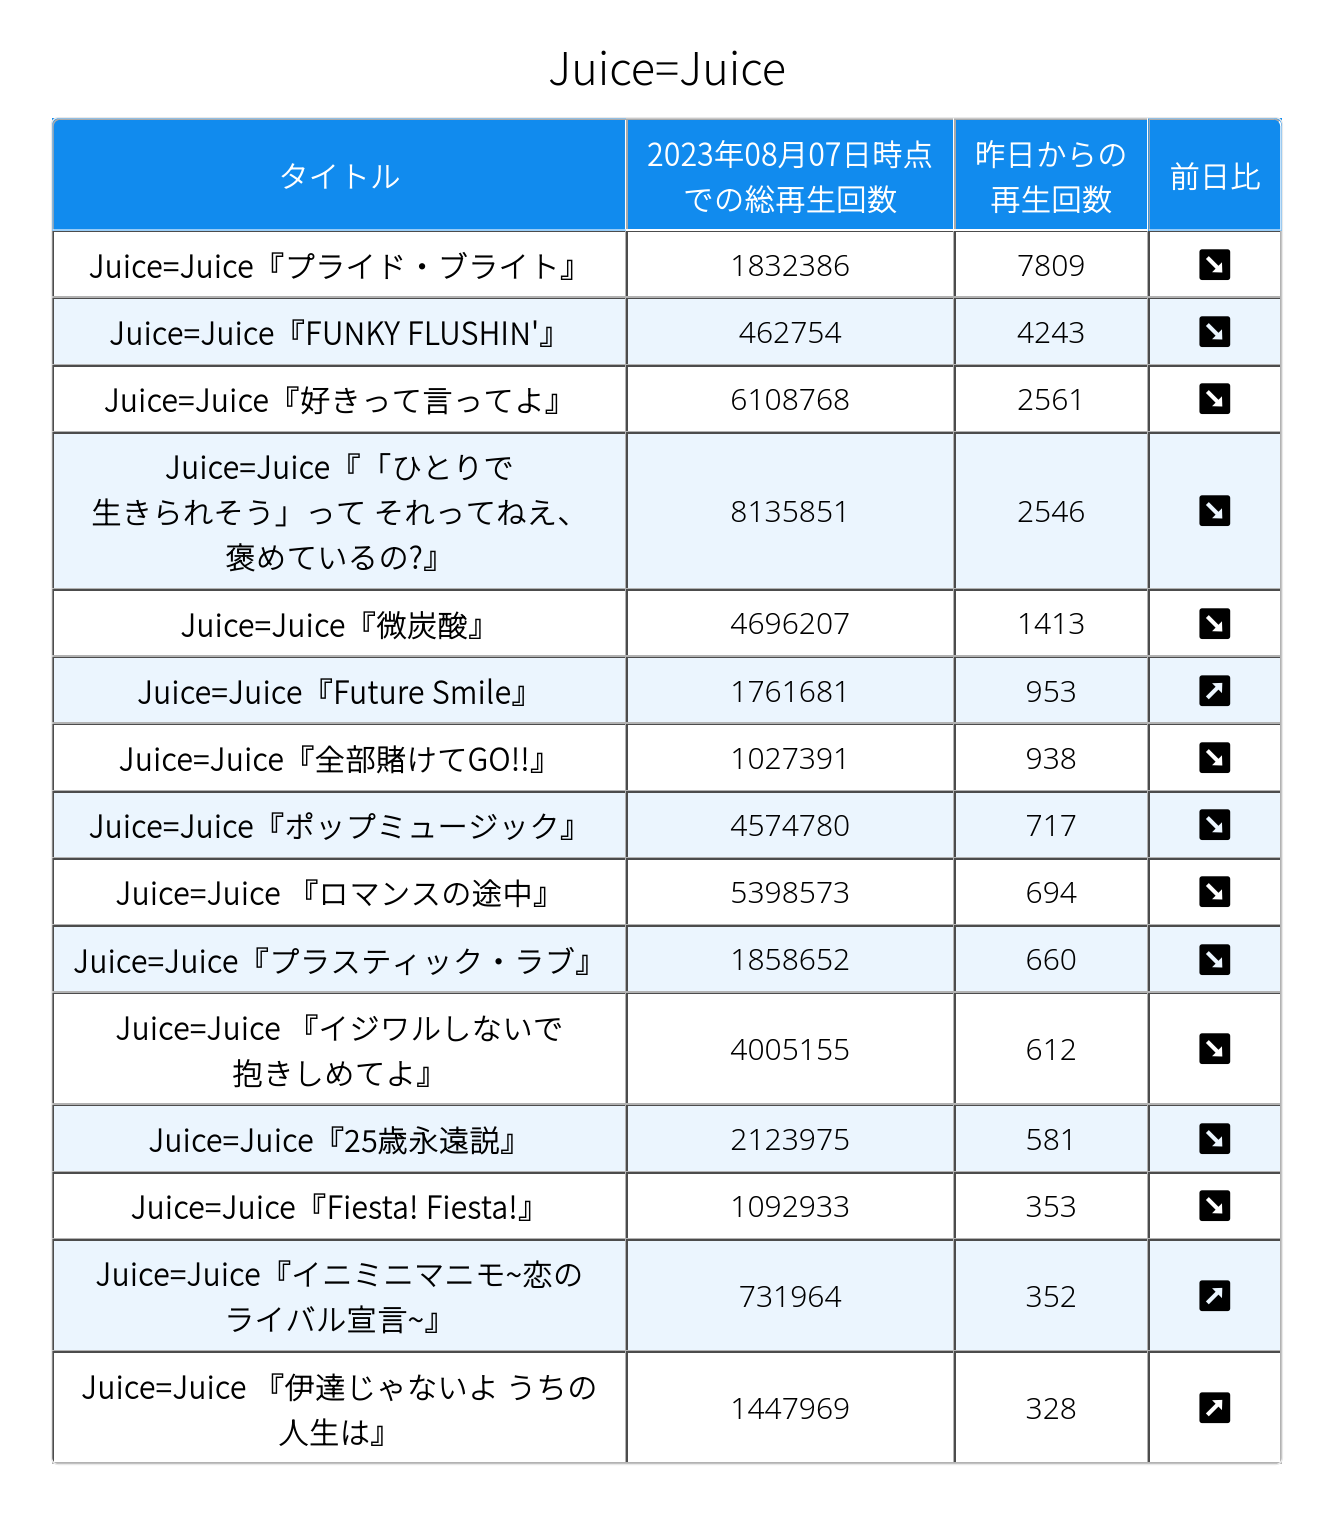 Juice=Juice
タイトル
2023年08月07日時点
での総再生回数
昨日からの
再生回数
前日比
Juice=Juice『プライド・ブライト』 1832386 7809 ↘
Juice=Juice『FUNKY FLUSHIN'』 462754 4243 ↘
Juice=Juice『好きって言ってよ』 6108768 2561 ↘
Juice=Juice『「ひとりで
生きられそう」って それってねえ、
褒めているの?』
8135851 2546 ↘
Juice=Juice『微炭酸』 4696207 1413 ↘
Juice=Juice『Future Smile』 1761681 953 ↗
Juice=Juice『全部賭けてGO!!』 1027391 938 ↘
Juice=Juice『ポップミュージック』 4574780 717 ↘
Juice=Juice 『ロマンスの途中』 5398573 694 ↘
Juice=Juice『プラスティック・ラブ』 1858652 660 ↘
Juice=Juice 『イジワルしないで
抱きしめてよ』
4005155 612 ↘
Juice=Juice『25歳永遠説』 2123975 581 ↘
Juice=Juice『Fiesta! Fiesta!』 1092933 353 ↘
Juice=Juice『イニミニマニモ~恋の
ライバル宣言~』
731964 352 ↗
Juice=Juice 『伊達じゃないよ うちの
人生は』
1447969 328 ↗